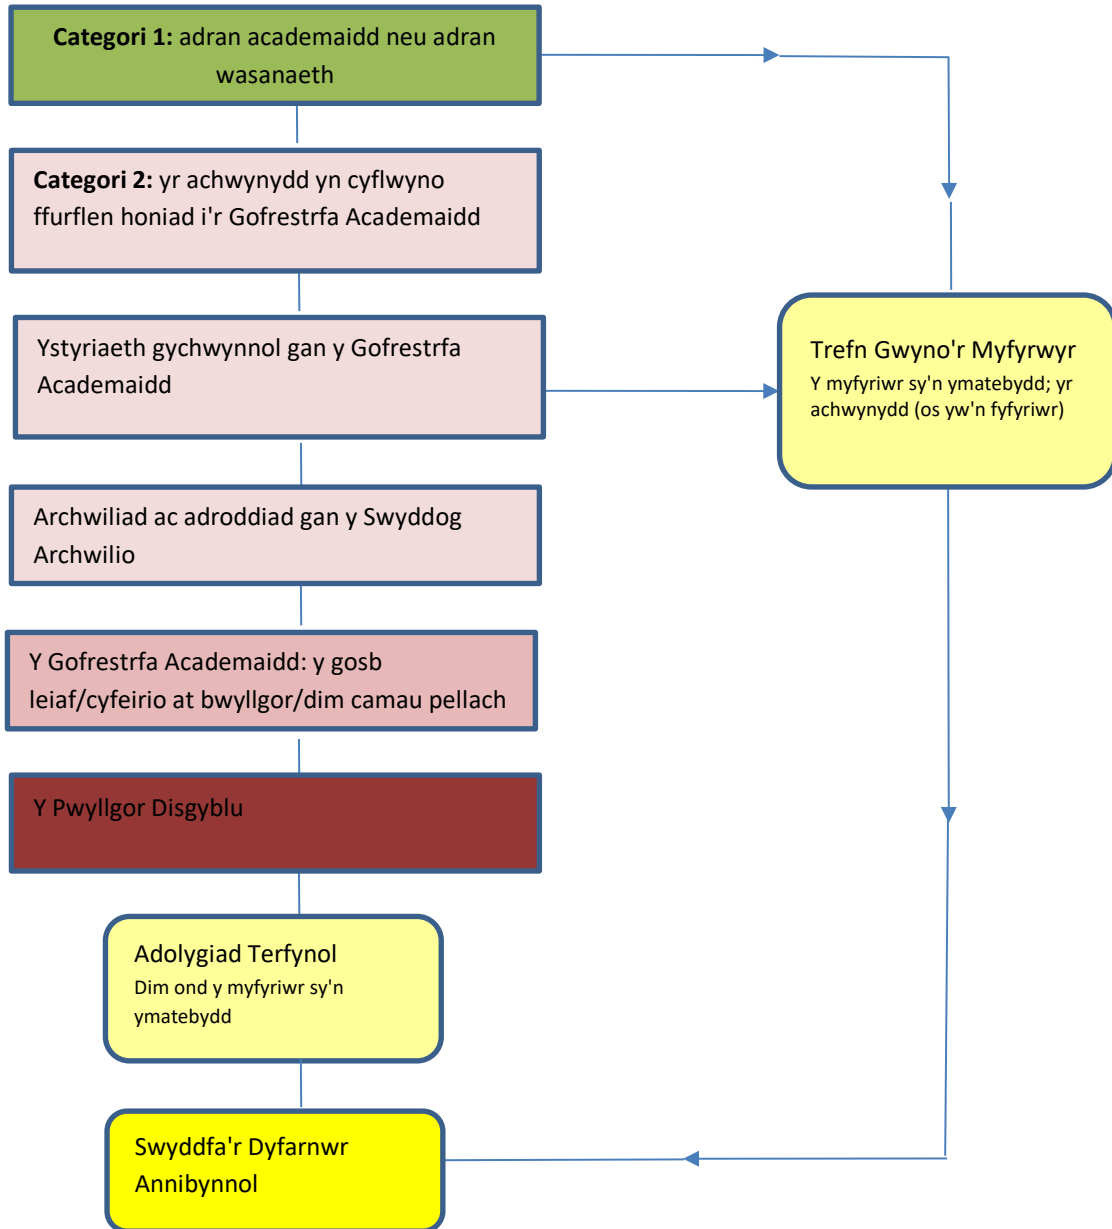 Categori 1: adran academaidd neu adran
wasanaeth
Categori 2: yr achwynydd yn cyflwyno
ffurflen honiad i'r Gofrestrfa Academaidd
Ystyriaeth gychwynnol gan y Gofrestrfa
Academaidd
Trefn Gwyno'r Myfyrwyr
Y myfyriwr sy'n ymatebydd; yr
achwynydd (os yw'n fyfyriwr)
Archwiliad ac adroddiad gan y Swyddog
Archwilio
Y Gofrestrfa Academaidd: y gosb
leiaf/cyfeirio at bwyllgor/dim camau pellach
Y Pwyllgor Disgyblu
Adolygiad Terfynol
Dim ond y myfyriwr sy'n
ymatebydd
Swyddfa'r Dyfarnwr
Annibynnol